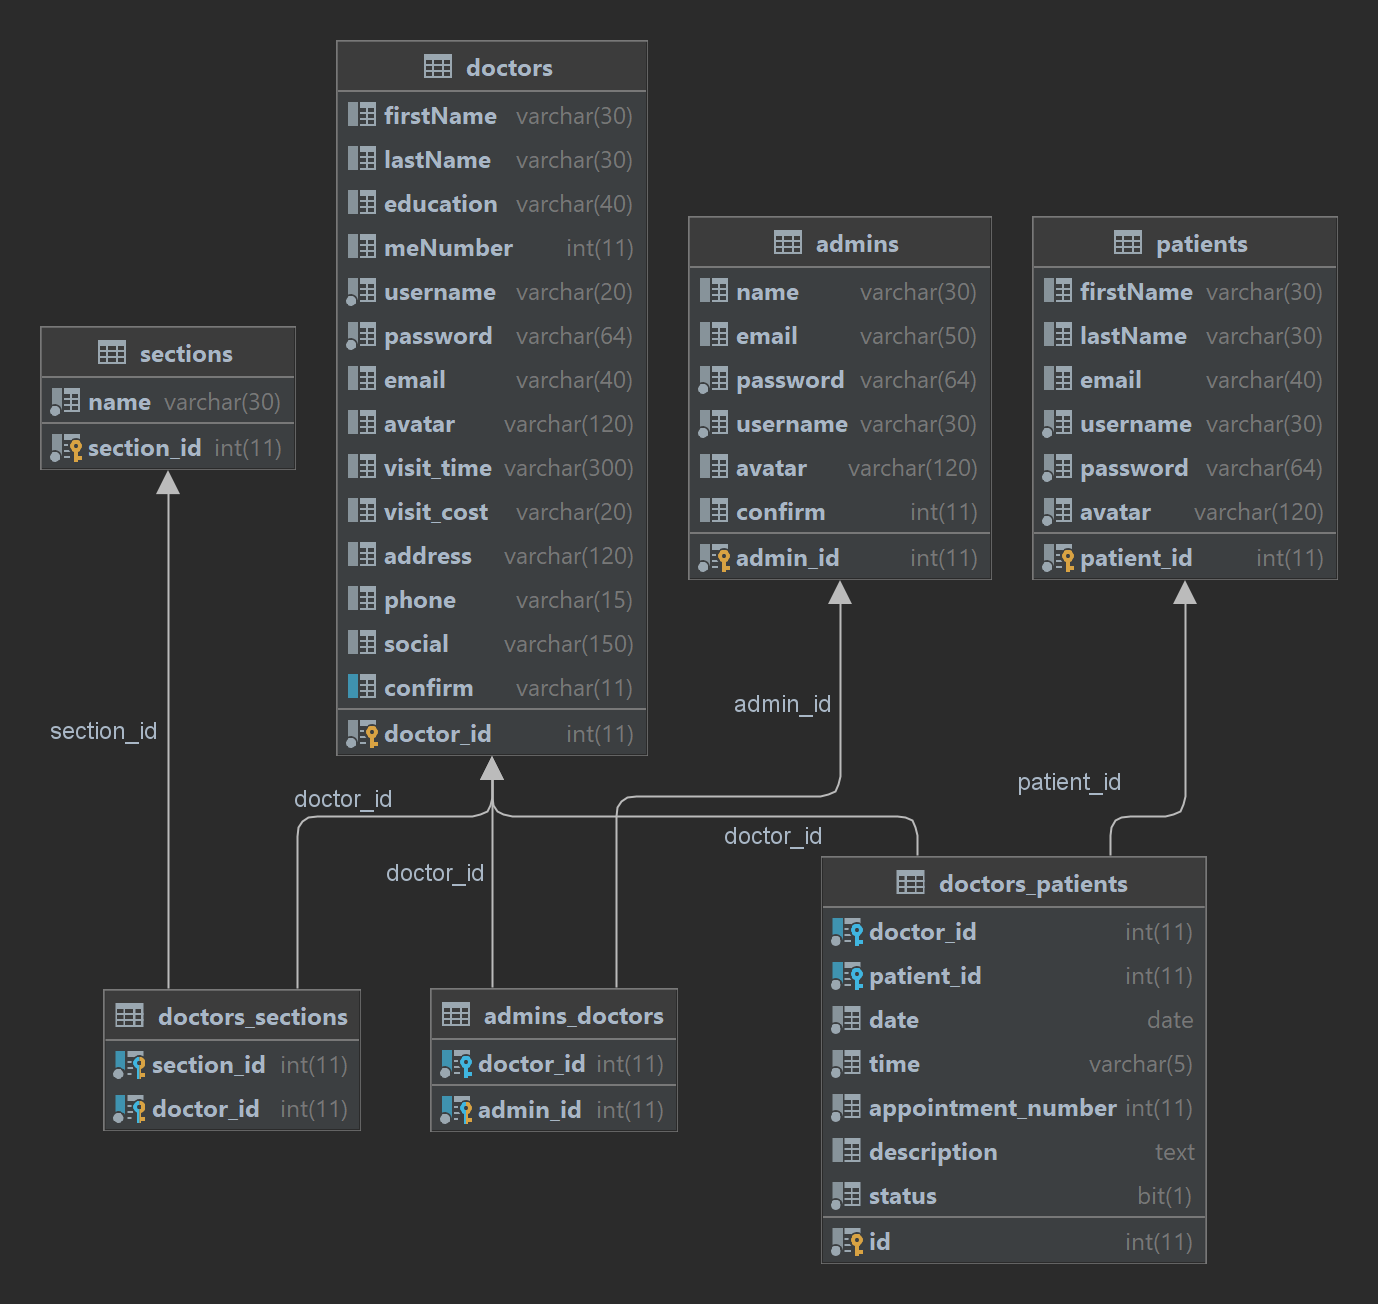 doctors
firstName varchar(30)
lastName varchar(30)
education varchar(40)
meNumber int(11)
username varchar(20)
password varchar(64)
email varchar(40)
avatar varchar(120)
visit_time varchar(300)
visit_cost varchar(20)
address varchar(120)
phone varchar(15)
social varchar(150)
confirm varchar(11)
doctor_id int(11)
admins
name varchar(30)
email varchar(50)
password varchar(64)
username varchar(30)
avatar varchar(120)
confirm int(11)
admin_id int(11)
patients
firstName varchar(30)
lastName varchar(30)
email varchar(40)
username varchar(30)
password varchar(64)
avatar varchar(120)
patient_id int(11)
sections
name varchar(30)
section_id int(11)
section_id
doctor_id
doctor_id
admin_id
doctor_id
patient_id
doctors_sections
section_id int(11)
doctor_id int(11)
admins_doctors
doctor_id int(11)
admin_id int(11)
doctors_patients
doctor_id int(11)
patient_id int(11)
date date
time varchar(5)
appointment_number int(11)
description text
status bit(1)
id int(11)